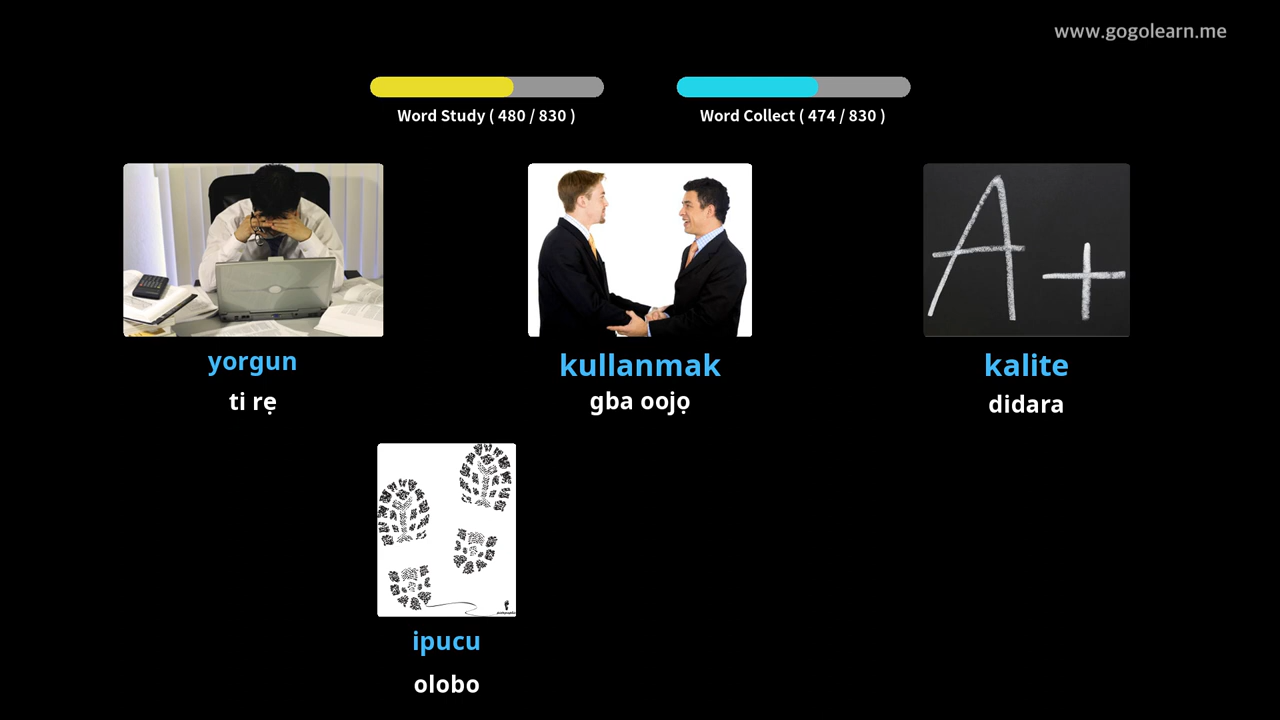 www.gogolearn.me
Word Study ( 480 / 830 )
Word Collect ( 474 / 830 )
A+
yorgun
kullanmak
kalite
ti rẹ
gba oojọ
didara
ipucu
olobo